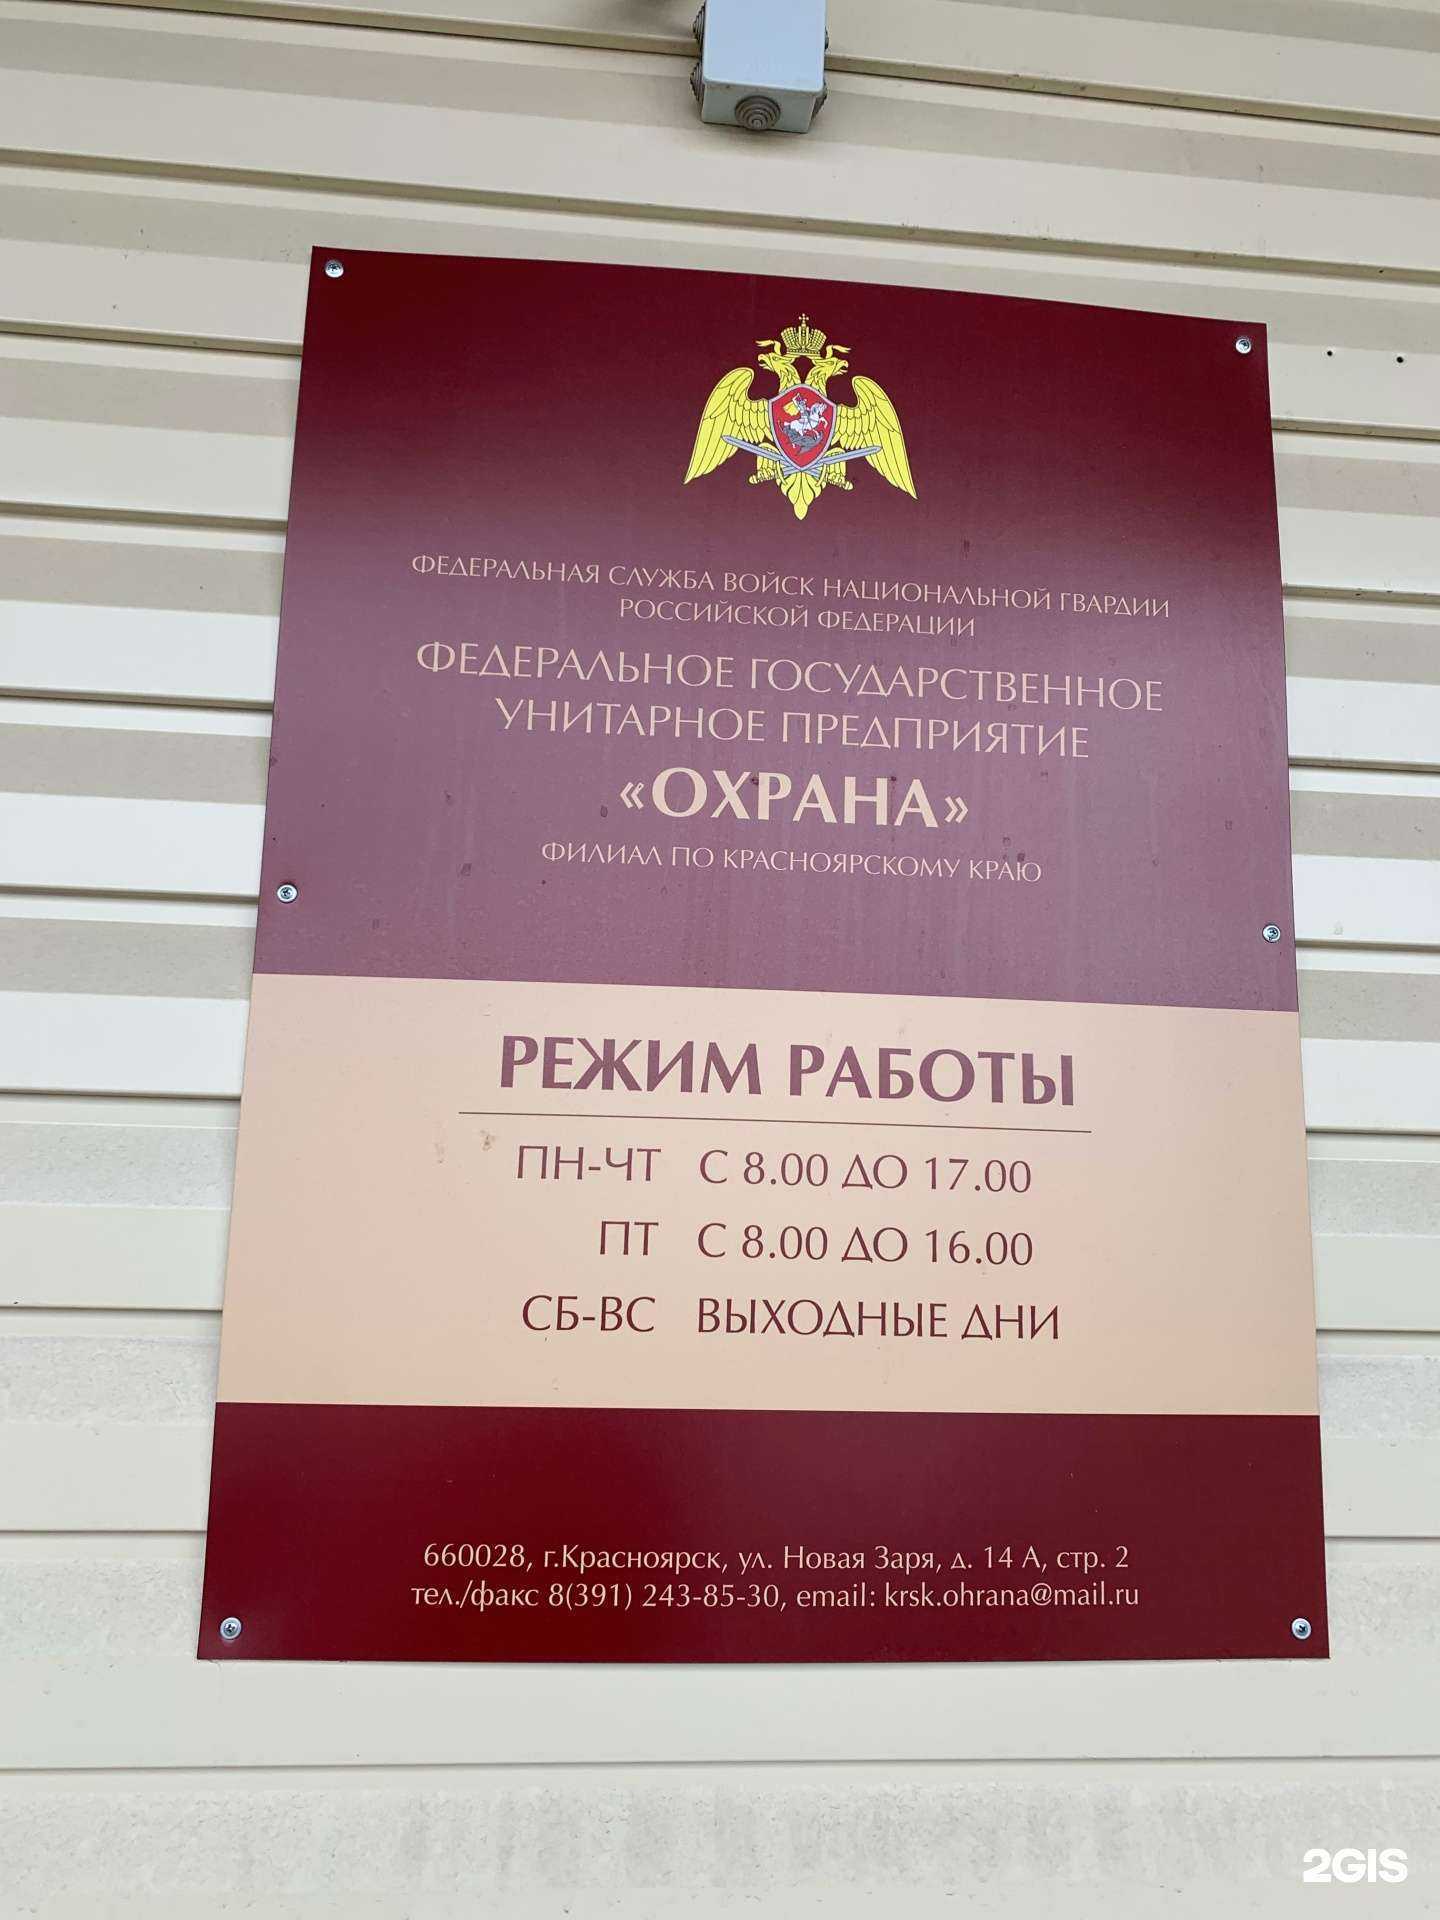 ФЕДЕРАЛЬНАЯ СЛУЖБА ВОЙСК НАЦИОНАЛЬНОЙ ГВАРДИИ
РОССИЙСКОЙ ФЕДЕРАЦИИ
ФЕДЕРАЛЬНОЕ ГОСУДАРСТВЕННОЕ
УНИТАРНОЕ ПРЕДПРИЯТИЕ
«ОХРАНА»
ФИЛИАЛ ПО КРАСНОЯРСКОМУ КРАЮ
РЕЖИМ РАБОТЫ
ПН-ЧТ С 8.00 ДО 17.00
ПТ С 8.00 ДО 16.00
СБ-ВС ВЫХОДНЫЕ ДНИ
660028, г.Красноярск, ул. Новая Заря, д. 14 А, стр. 2
тел./факс 8(391) 243-85-30, email: krsk.ohrana@mail.ru
2GIS